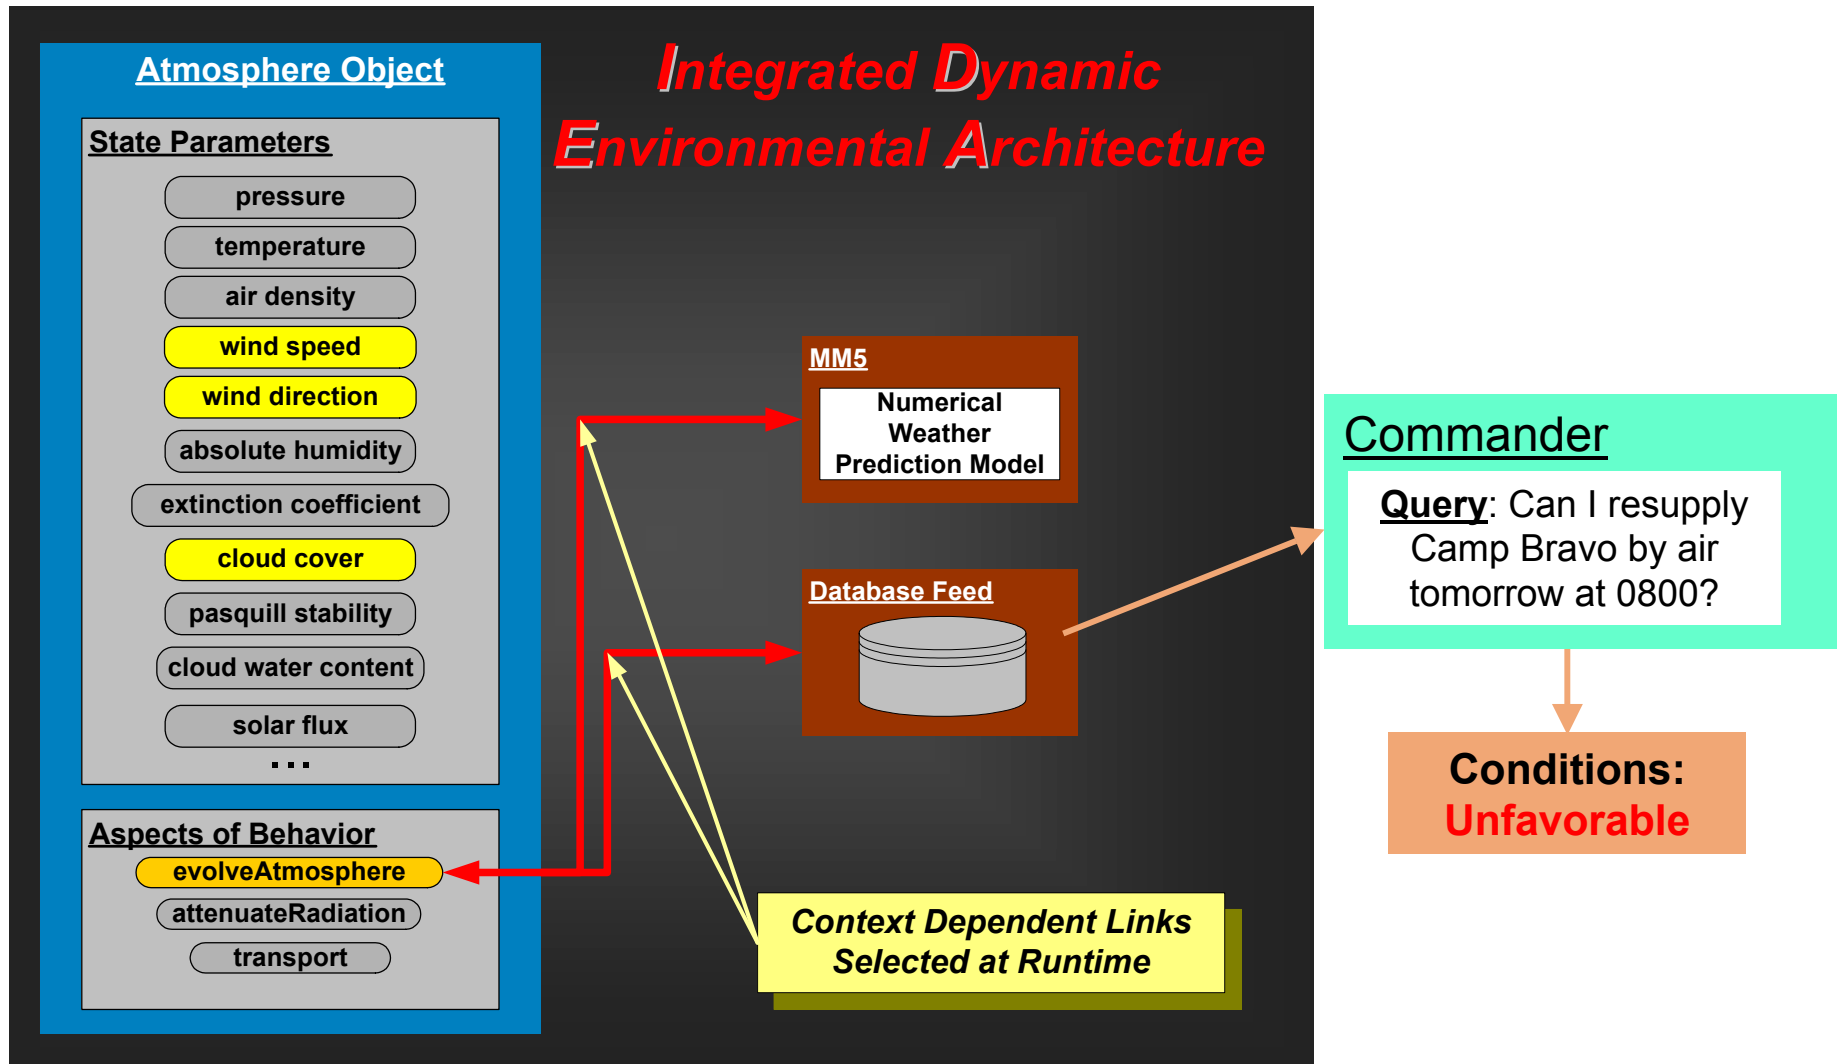 Atmosphere Object
State Parameters
pressure
temperature
air density
wind speed
wind direction
absolute humidity
extinction coefficient
cloud cover
pasquill stability
cloud water content
solar flux
...
Aspects of Behavior
evolveAtmosphere
attenuateRadiation
transport
Integrated Dynamic
Environmental Architecture
MM5
Numerical
Weather
Prediction Model
Database Feed
Context Dependent Links
Selected at Runtime
Commander
Query: Can I resupply
Camp Bravo by air
tomorrow at 0800?
Conditions:
Unfavorable